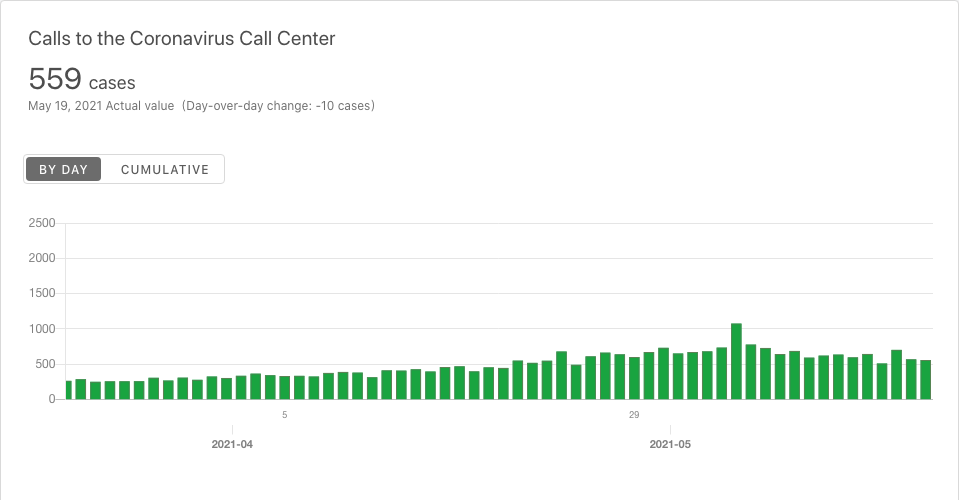 Calls to the Coronavirus Call Center
559 cases
May 19, 2021 Actual value (Day-over-day change: -10 cases)
BY DAY CUMULATIVE
2500
2000
1500
1000
500
0
5 29
2021-04 2021-05